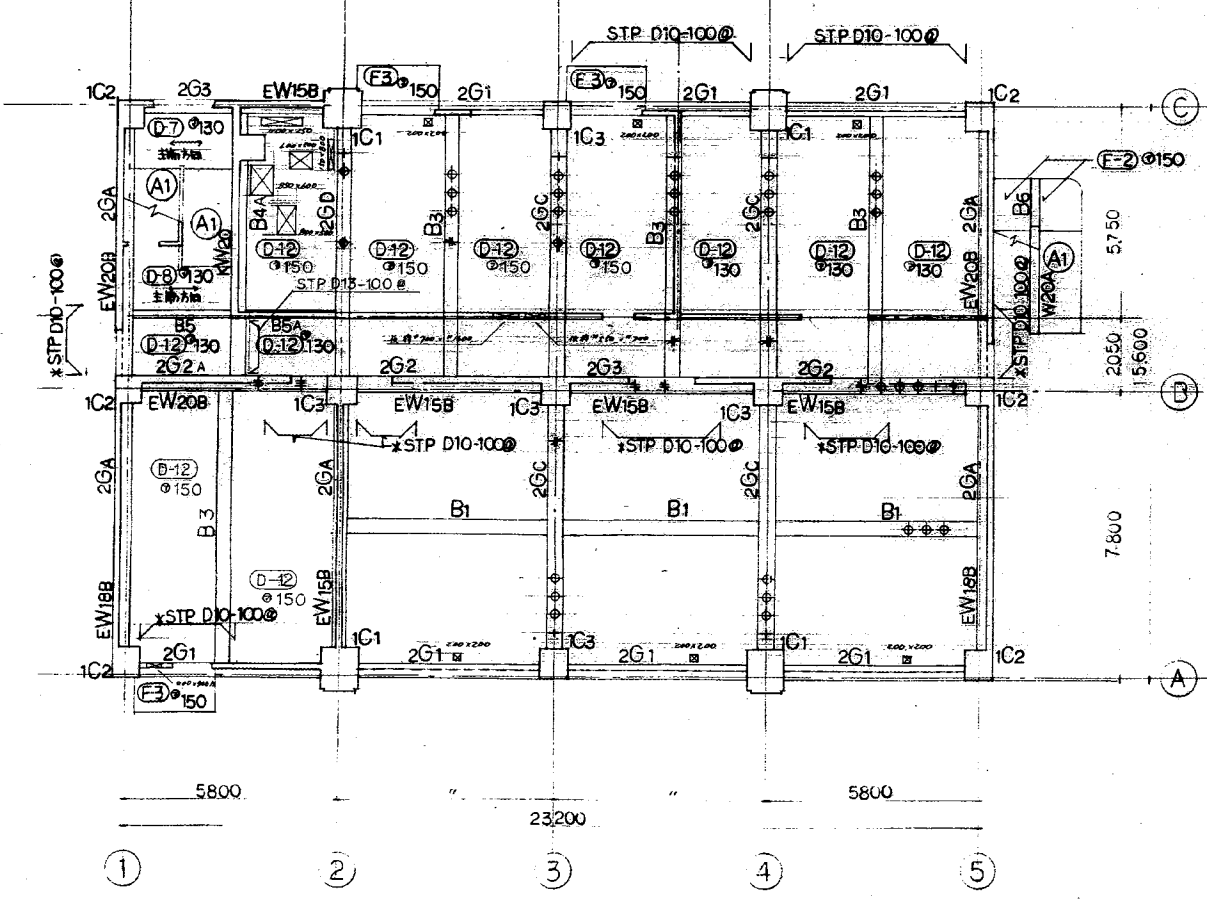 STP D10-100@ STP D10-100@
1C2 2G3 EW15B F3 150 2G1 F3 150 2G1 2G1 1C2 C
D-7 130 1C1 1C3 1C1
主筋方向
A1 F-2 150
2GA A1 B4A 2GD B3 2GC B3 2GC B3 2GA B6
KW20
D-12 150 D-12 150 D-12 150 D-12 150 D-12 130 D-12 130 D-12 130 A1
EW20B D-8 130 EW20B W20A 5,750
主筋方向
STP D13-100@
*STP D10-100@ *STP D10-100@
B5 B5A
D-12 130 D-12 130
2G2A 2G2 2G3 2G2 2,050 15,600
B
1C2 EW20B 1C3 EW15B 1C3 EW15B 1C3 EW15B 1C2
*STP D10-100@ *STP D10-100@ *STP D10-100@
2GA D-12 150 2GA 2GC 2GC 2GA
B3 B1 B1 B1
7,800
D-12 150
EW18B EW15B EW18B
*STP D10-100@
1C1 1C3 1C1
1C2 2G1 2G1 2G1 2G1 1C2 A
F3 150
5800 〃 〃 5800
23,200
1 2 3 4 5